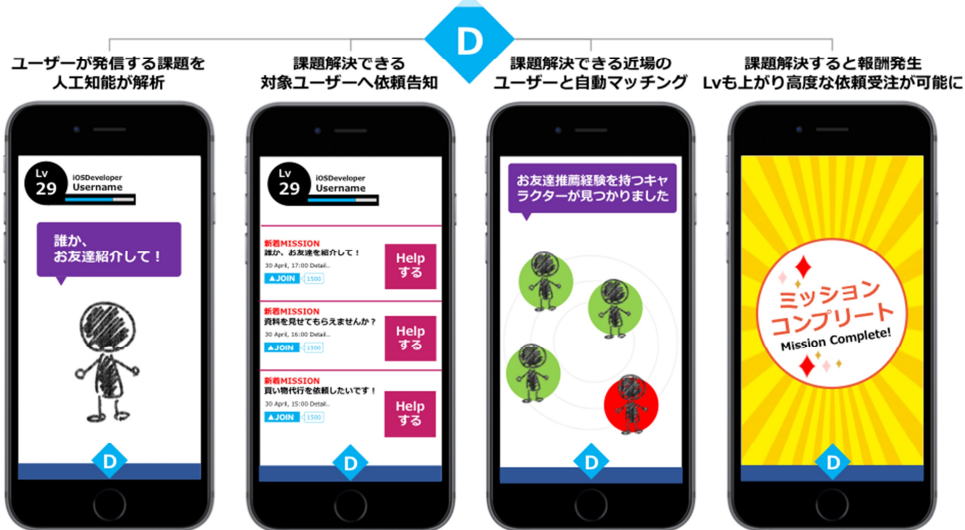 D
ユーザーが発信する課題を
人工知能が解析
Lv
29
iOSDeveloper
Username
誰か、
お友達紹介して！
D
課題解決できる
対象ユーザーへ依頼告知
Lv
29
iOSDeveloper
Username
新着MISSION
誰か、お友達を紹介して！
30 April, 17:00 Detail..
▲JOIN 1500
Help
する
新着MISSION
資料を見せてもらえませんか？
30 April, 16:00 Detail..
▲JOIN 1500
Help
する
新着MISSION
買い物代行を依頼したいです！
30 April, 15:00 Detail..
▲JOIN 1500
Help
する
D
課題解決できる近場の
ユーザーと自動マッチング
お友達推薦経験を持つキャ
ラクターが見つかりました
D
課題解決すると報酬発生
Lvも上がり高度な依頼受注が可能に
ミッション
コンプリート
Mission Complete!
D